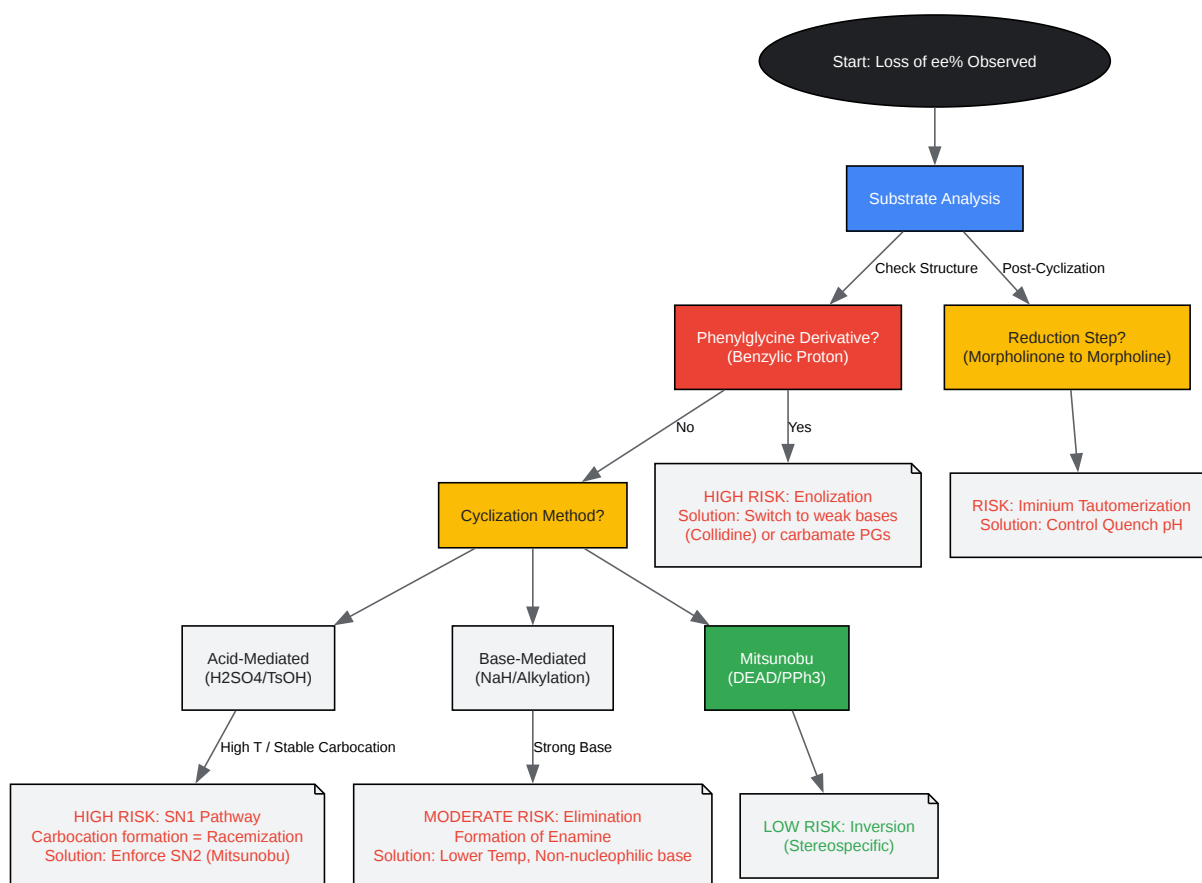 Start: Loss of ee% Observed
Substrate Analysis
Check Structure
Post-Cyclization
Phenylglycine Derivative?
(Benzylic Proton)
Reduction Step?
(Morpholinone to Morpholine)
No
Yes
HIGH RISK: Enolization
Solution: Switch to weak bases
(Collidine) or carbamate PGs
RISK: Iminium Tautomerization
Solution: Control Quench pH
Cyclization Method?
Acid-Mediated
(H2SO4/TsOH)
Base-Mediated
(NaH/Alkylation)
Mitsunobu
(DEAD/PPh3)
High T / Stable Carbocation
Strong Base
HIGH RISK: SN1 Pathway
Carbocation formation = Racemization
Solution: Enforce SN2 (Mitsunobu)
MODERATE RISK: Elimination
Formation of Enamine
Solution: Lower Temp, Non-nucleophilic base
LOW RISK: Inversion
(Stereospecific)